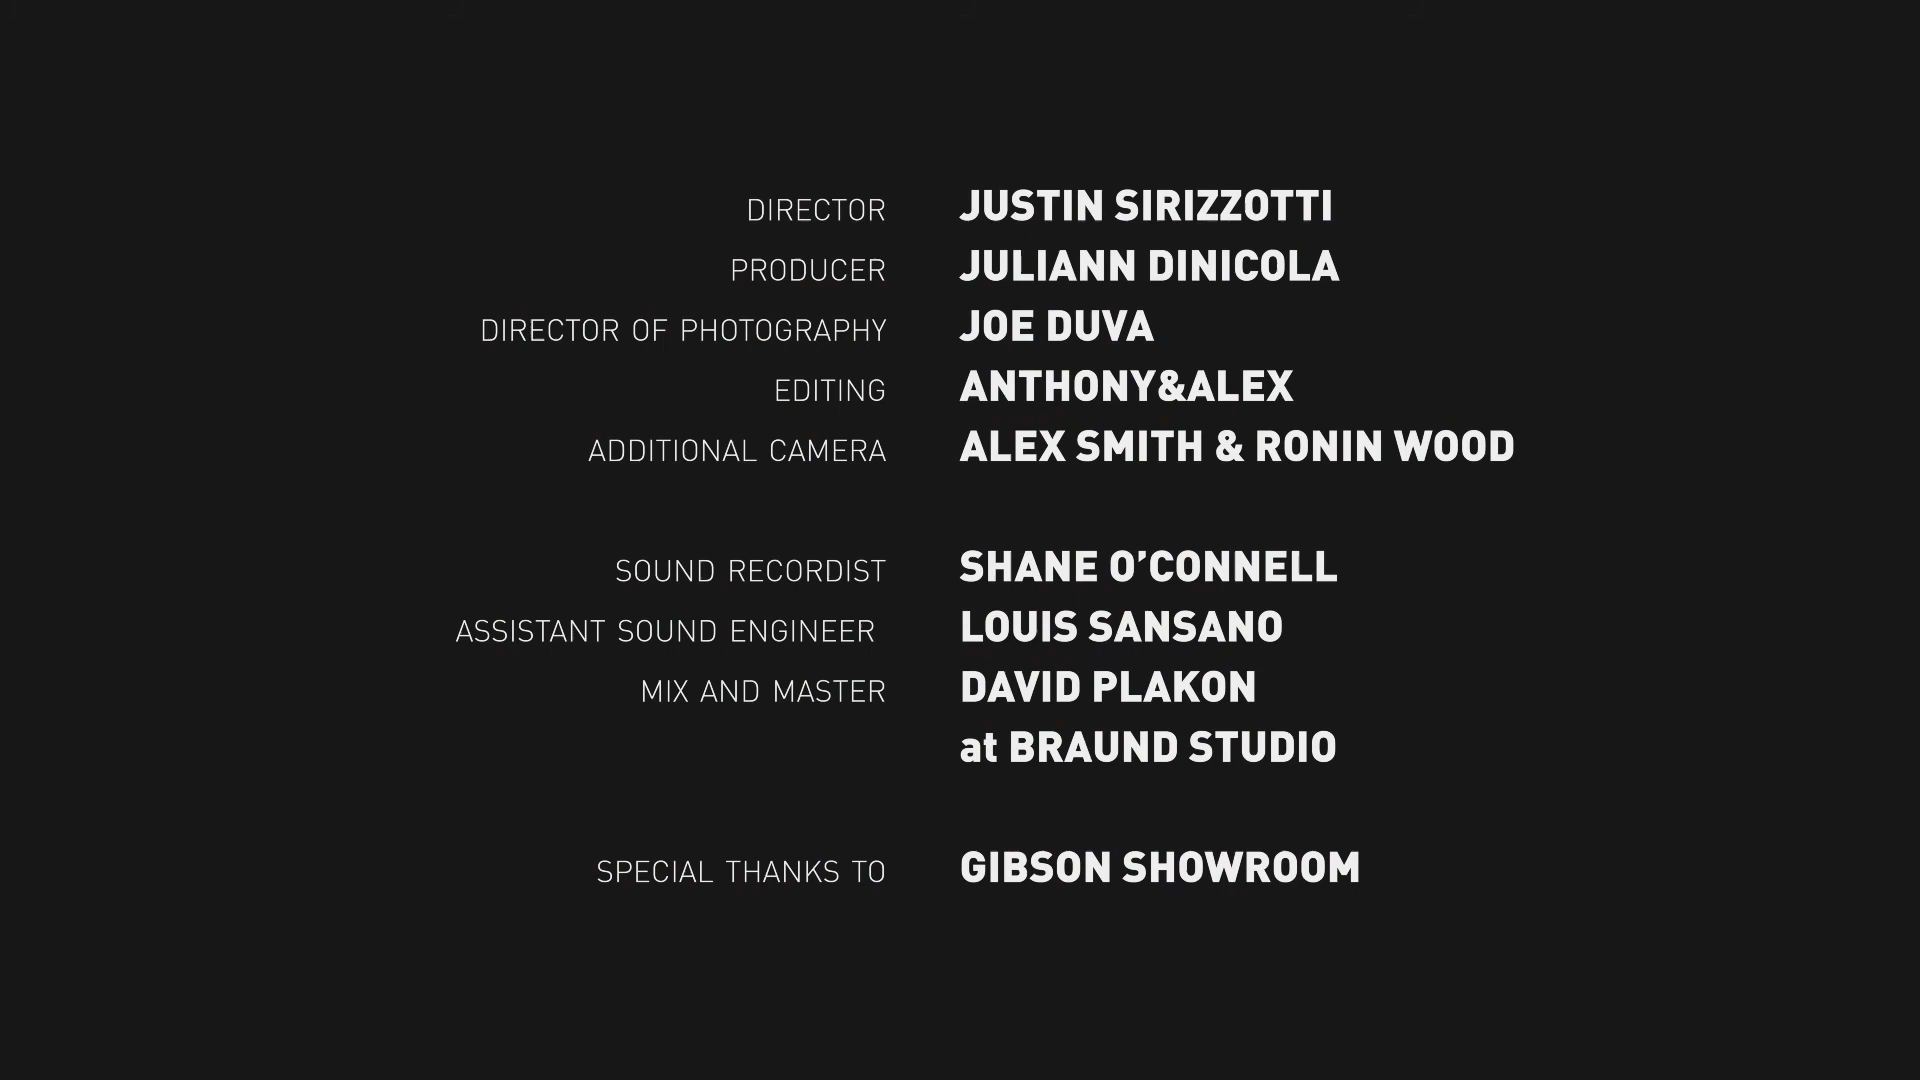 DIRECTOR JUSTIN SIRIZZOTTI
PRODUCER JULIANN DINICOLA
DIRECTOR OF PHOTOGRAPHY JOE DUVA
EDITING ANTHONY&ALEX
ADDITIONAL CAMERA ALEX SMITH & RONIN WOOD
SOUND RECORDIST SHANE O’CONNELL
ASSISTANT SOUND ENGINEER LOUIS SANSANO
MIX AND MASTER DAVID PLAKON
at BRAUND STUDIO
SPECIAL THANKS TO GIBSON SHOWROOM